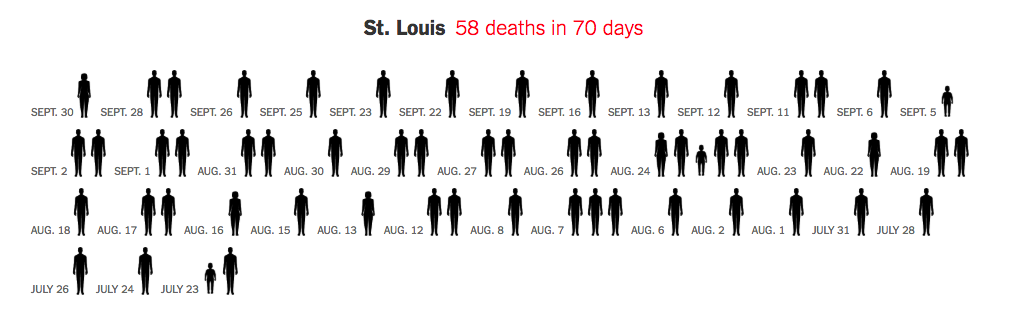 St. Louis 58 deaths in 70 days
SEPT. 30 SEPT. 28 SEPT. 26 SEPT. 25 SEPT. 23 SEPT. 22 SEPT. 19 SEPT. 16 SEPT. 13 SEPT. 12 SEPT. 11 SEPT. 6 SEPT. 5
SEPT. 2 SEPT. 1 AUG. 31 AUG. 30 AUG. 29 AUG. 27 AUG. 26 AUG. 24 AUG. 23 AUG. 22 AUG. 19
AUG. 18 AUG. 17 AUG. 16 AUG. 15 AUG. 13 AUG. 12 AUG. 8 AUG. 7 AUG. 6 AUG. 2 AUG. 1 JULY 31 JULY 28
JULY 26 JULY 24 JULY 23